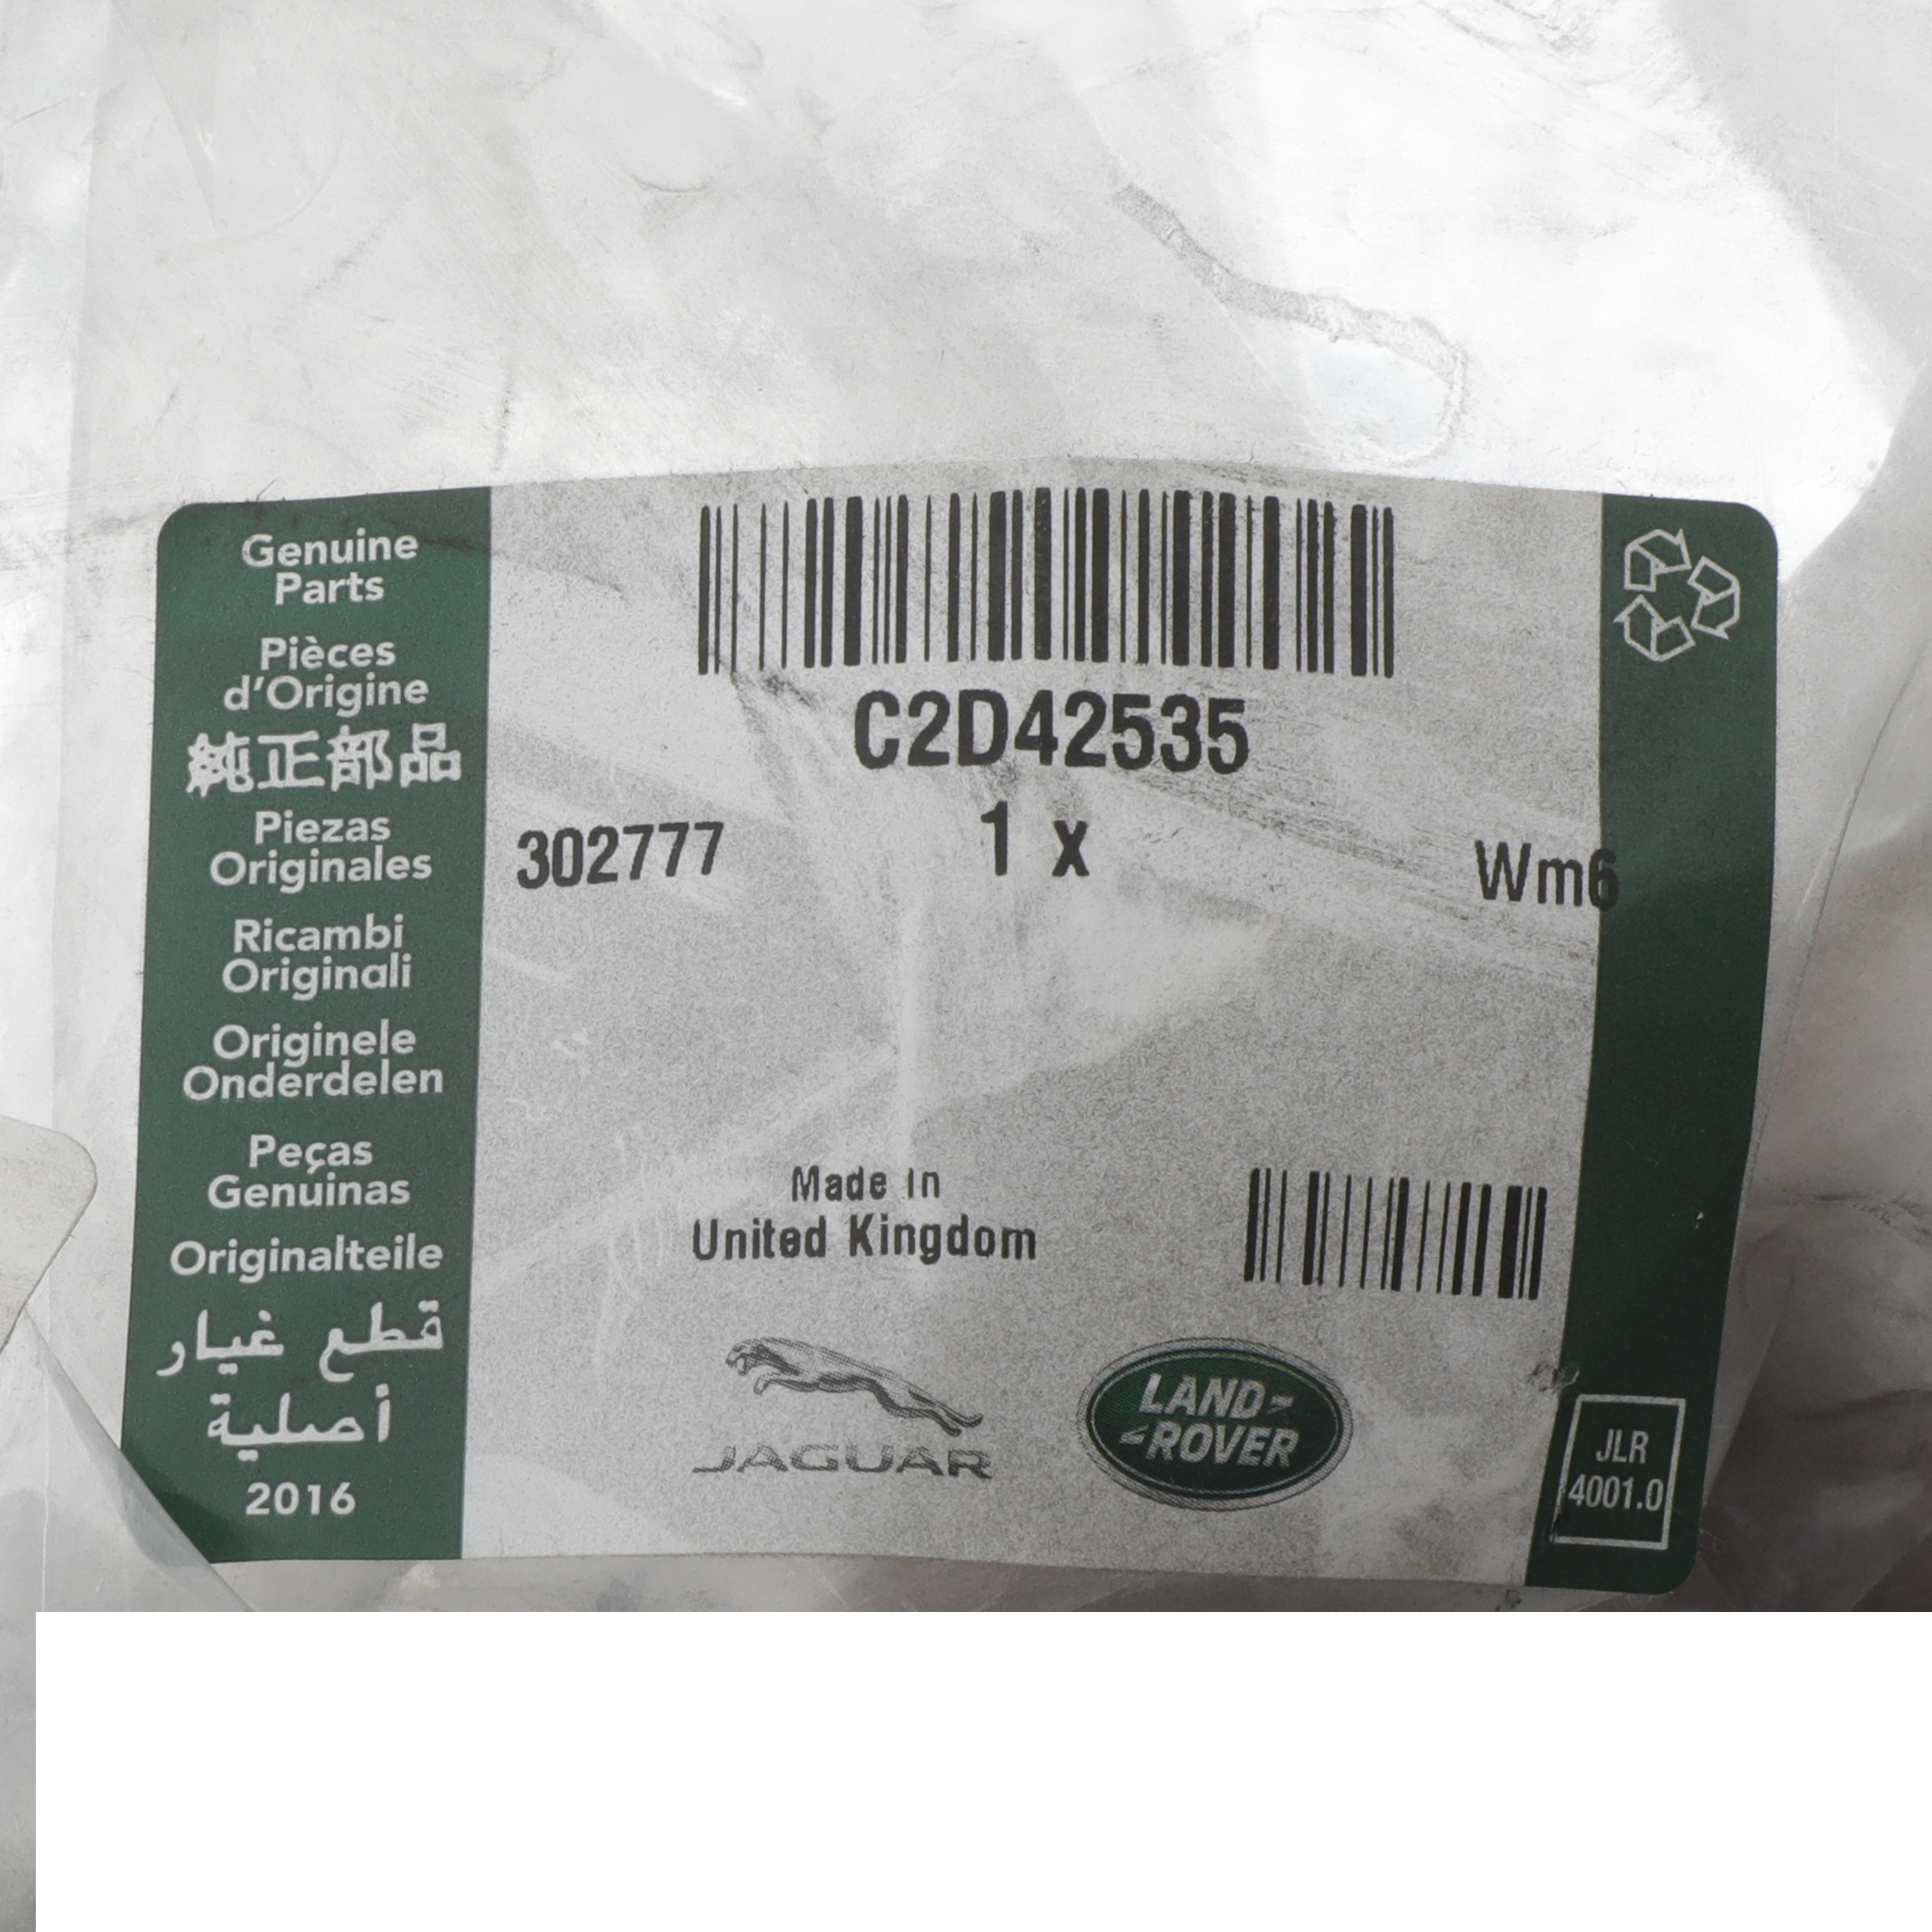 Genuine
Parts
Pièces
d'Origine
純正部品
Piezas
Originales
Ricambi
Originali
Originele
Onderdelen
Peças
Genuinas
Originalteile
قطع غيار
أصلية
2016
C2D42535
302777 1 x Wm6
Made In
United Kingdom
JAGUAR
LAND-
-ROVER
JLR
4001.0